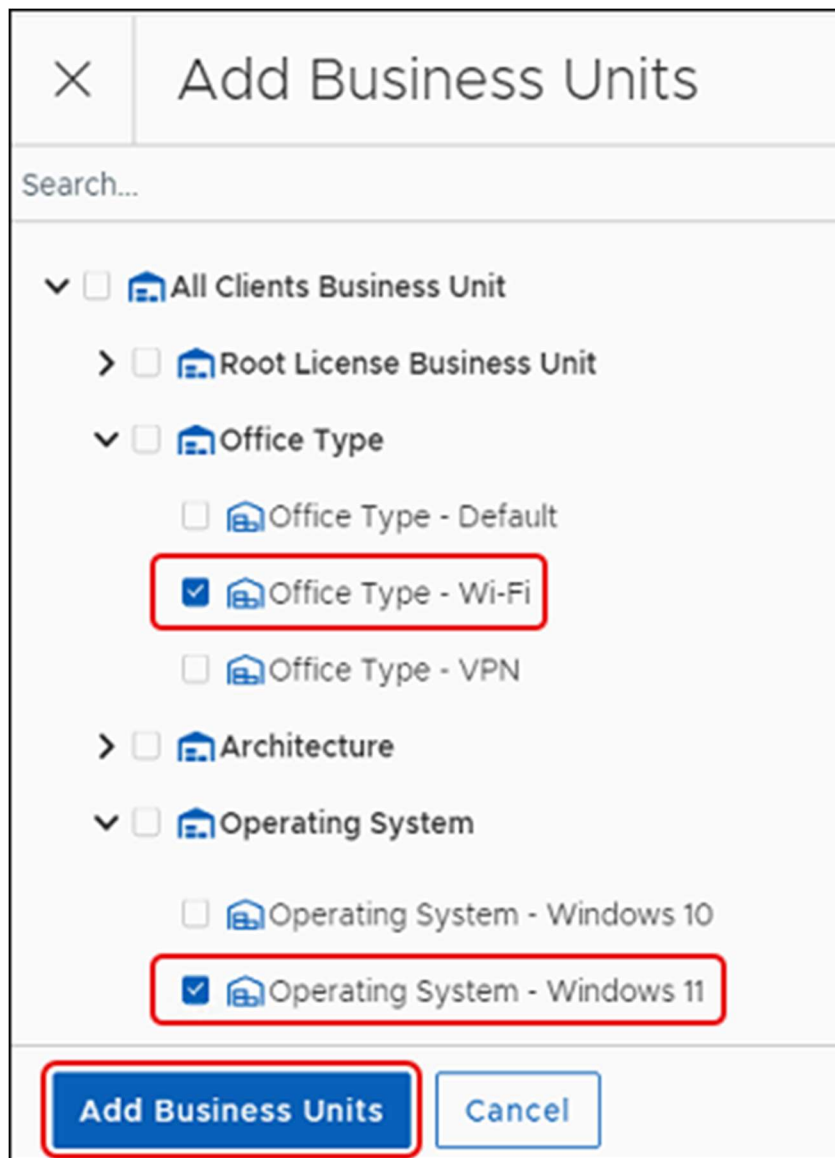 Add Business Units
Search...
All Clients Business Unit
Root License Business Unit
Office Type
Office Type - Default
Office Type - Wi-Fi
Office Type - VPN
Architecture
Operating System
Operating System - Windows 10
Operating System - Windows 11
Add Business Units Cancel